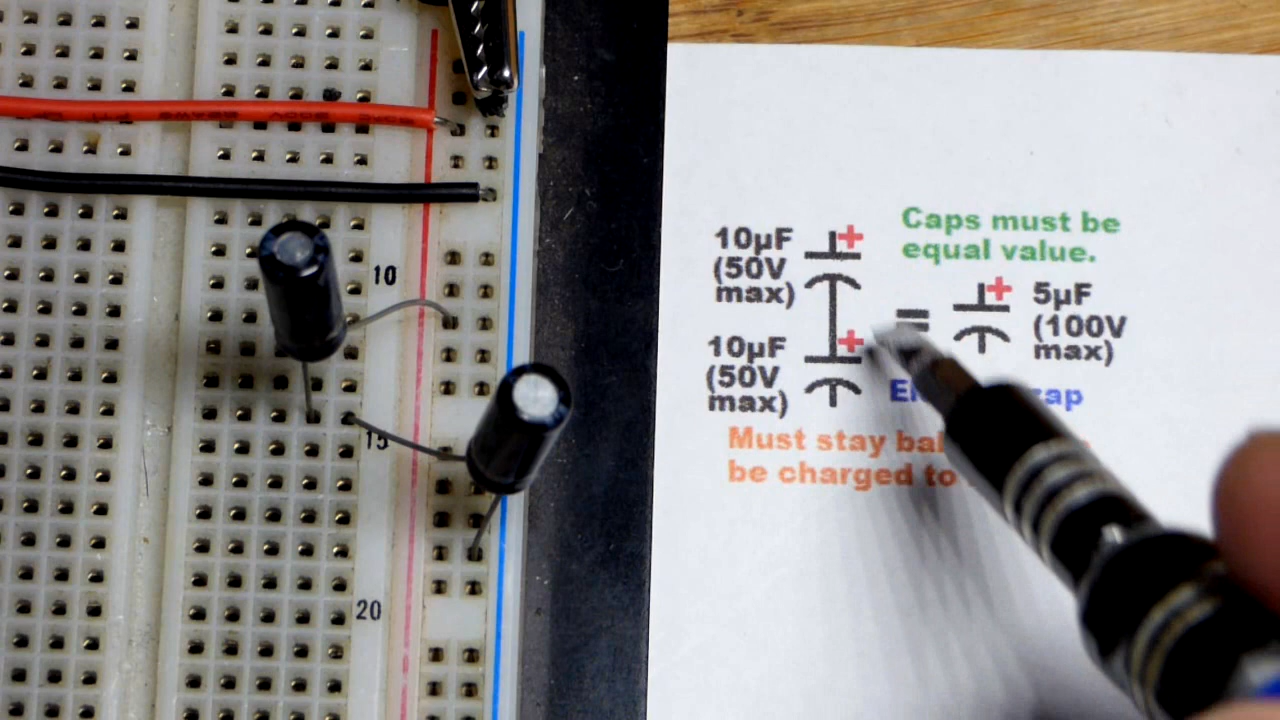 10
15
20
10µF
(50V
max)
10µF
(50V
max)
Caps must be
equal value.
=
5µF
(100V
max)
cap
Must stay
be charged to